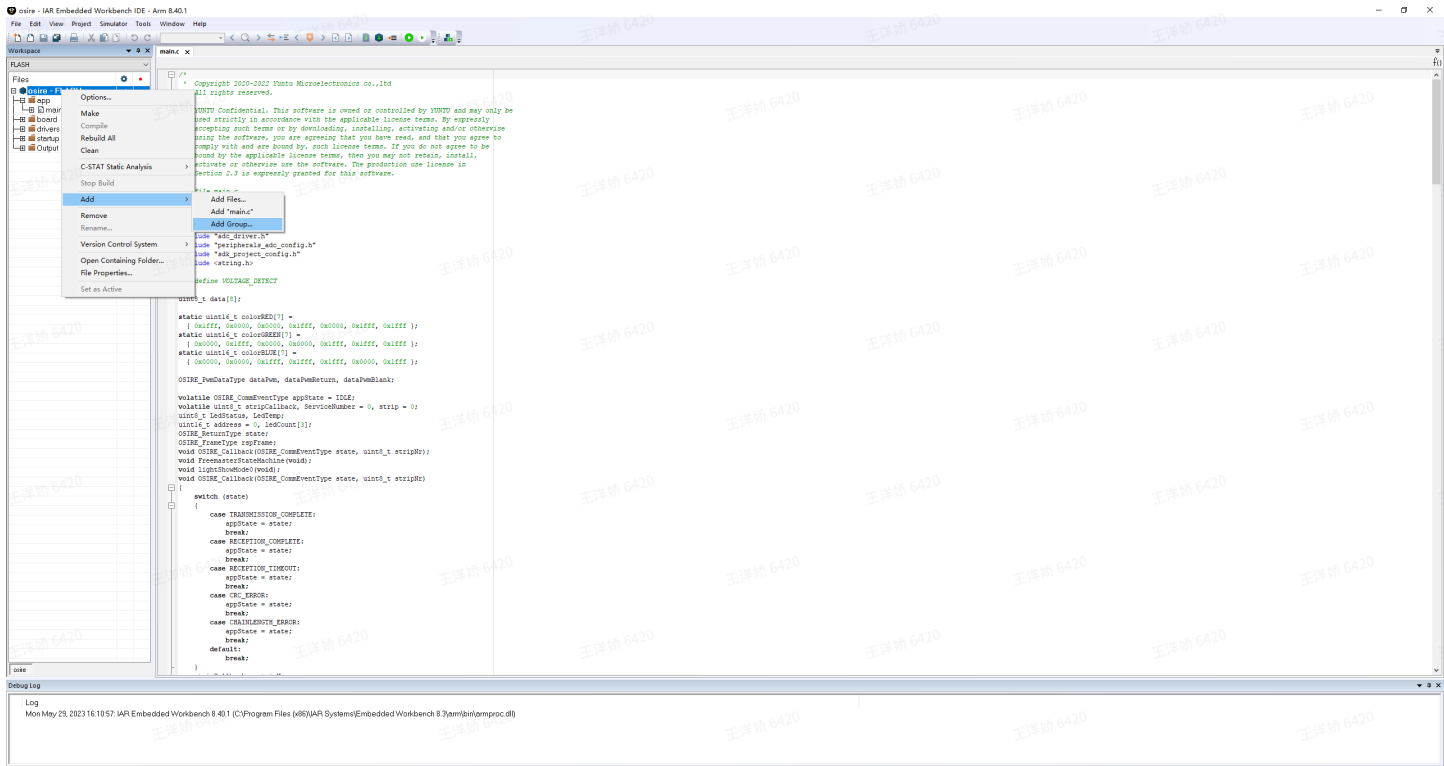 osire - IAR Embedded Workbench IDE - Arm 8.40.1
File Edit View Project Simulator Tools Window Help
Workspace
main.c
FLASH
Files
osire - FLASH
app
main
board
drivers
startup
Output
osire
Options...
Make
Compile
Rebuild All
Clean
C-STAT Static Analysis
Stop Build
Add
Remove
Rename...
Version Control System
Open Containing Folder...
File Properties...
Set as Active
Add Files...
Add "main.c"
Add Group...
/*
* Copyright 2020-2022 Yuntu Microelectronics co.,ltd
All rights reserved.
YUNTU Confidential. This software is owned or controlled by YUNTU and may only be
used strictly in accordance with the applicable license terms. By expressly
accepting such terms or by downloading, installing, activating and/or otherwise
using the software, you are agreeing that you have read, and that you agree to
comply with and are bound by, such license terms. If you do not agree to be
bound by the applicable license terms, then you may not retain, install,
activate or otherwise use the software. The production use license in
Section 2.3 is expressly granted for this software.
file main.c
lude "adc_driver.h"
lude "peripherals_adc_config.h"
lude "sdk_project_config.h"
lude <string.h>
define VOLTAGE_DETECT
uint8_t data[8];
static uint16_t colorRED[7] =
{ 0x1fff, 0x0000, 0x0000, 0x1fff, 0x0000, 0x1fff, 0x1fff };
static uint16_t colorGREEN[7] =
{ 0x0000, 0x1fff, 0x0000, 0x0000, 0x1fff, 0x1fff, 0x1fff };
static uint16_t colorBLUE[7] =
{ 0x0000, 0x0000, 0x1fff, 0x1fff, 0x1fff, 0x0000, 0x1fff };
OSIRE_PwmDataType dataPwm, dataPwmReturn, dataPwmBlank;
volatile OSIRE_CommEventType appState = IDLE;
volatile uint8_t stripCallback, ServiceNumber = 0, strip = 0;
uint8_t LedStatus, LedTemp;
uint16_t address = 0, ledCount[3];
OSIRE_ReturnType state;
OSIRE_FrameType rspFrame;
void OSIRE_Callback(OSIRE_CommEventType state, uint8_t stripNr);
void FreemasterStateMachine(void);
void lightShowMode0(void);
void OSIRE_Callback(OSIRE_CommEventType state, uint8_t stripNr)
{
switch (state)
{
case TRANSMISSION_COMPLETE:
appState = state;
break;
case RECEPTION_COMPLETE:
appState = state;
break;
case RECEPTION_TIMEOUT:
appState = state;
break;
case CRC_ERROR:
appState = state;
break;
case CHAINLENGTH_ERROR:
appState = state;
break;
default:
break;
}
Debug Log
Log
Mon May 29, 2023 16:10:57: IAR Embedded Workbench 8.40.1 (C:\Program Files (x86)\IAR Systems\Embedded Workbench 8.3\arm\bin\armproc.dll)
王洋娇 6420